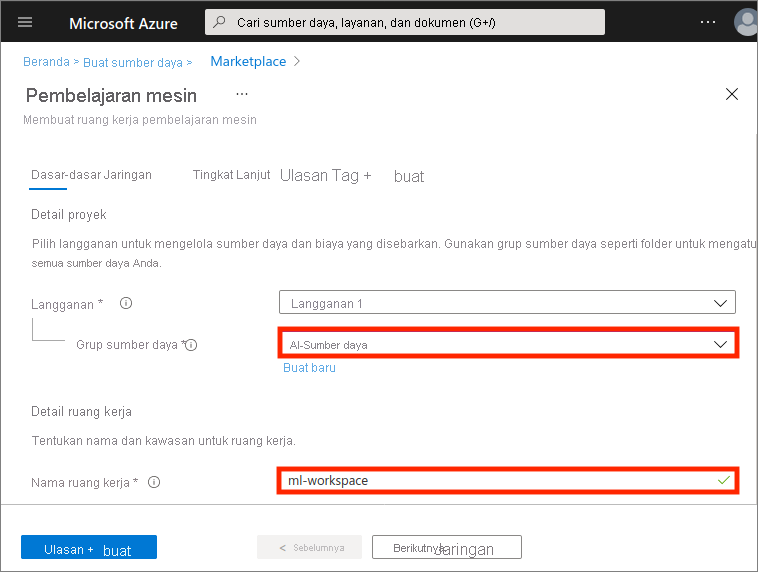 Microsoft Azure
Cari sumber daya, layanan, dan dokumen (G+/)
Beranda > Buat sumber daya > Marketplace >
Pembelajaran mesin ...
Membuat ruang kerja pembelajaran mesin
Dasar-dasar Jaringan Tingkat Lanjut Ulasan Tag + buat
Detail proyek
Pilih langganan untuk mengelola sumber daya dan biaya yang disebarkan. Gunakan grup sumber daya seperti folder untuk mengatu
semua sumber daya Anda.
Langganan * Langganan 1
Grup sumber daya * AI-Sumber daya
Buat baru
Detail ruang kerja
Tentukan nama dan kawasan untuk ruang kerja.
Nama ruang kerja * ml-workspace
Ulasan + buat < Sebelumnya Berikutnya Jaringan